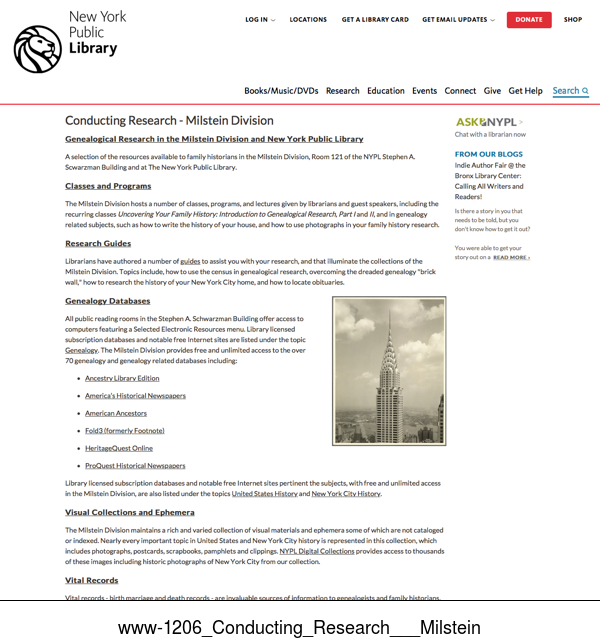 New York
Public
Library
LOG IN
LOCATIONS
GET A LIBRARY CARD
GET EMAIL UPDATES
DONATE
SHOP
Books/Music/DVDs
Research
Education
Events
Connect
Give
Get Help
Search
Conducting Research - Milstein Division
Genealogical Research in the Milstein Division and New York Public Library
A selection of the resources available to family historians in the Milstein Division, Room 121 of the NYPL Stephen A.
Scwarzman Building and at The New York Public Library.
Classes and Programs
The Milstein Division hosts a number of classes, programs, and lectures given by librarians and guest speakers, including the
recurring classes Uncovering Your Family History: Introduction to Genealogical Research, Part I and II, and in genealogy
related subjects, such as how to write the history of your house, and how to use photographs in your family history research.
Research Guides
Librarians have authored a number of guides to assist you with your research, and that illuminate the collections of the
Milstein Division. Topics include, how to use the census in genealogical research, overcoming the dreaded genealogy "brick
wall," how to research the history of your New York City home, and how to locate obituaries.
Genealogy Databases
All public reading rooms in the Stephen A. Schwarzman Building offer access to
computers featuring a Selected Electronic Resources menu. Library licensed
subscription databases and notable free Internet sites are listed under the topic
Genealogy. The Milstein Division provides free and unlimited access to the over
70 genealogy and genealogy related databases including:
• Ancestry Library Edition
• America's Historical Newspapers
• American Ancestors
• Fold3 (formerly Footnote)
• HeritageQuest Online
• ProQuest Historical Newspapers
Library licensed subscription databases and notable free Internet sites pertinent the subjects, with free and unlimited access
in the Milstein Division, are also listed under the topics United States History and New York City History.
Visual Collections and Ephemera
The Milstein Division maintains a rich and varied collection of visual materials and ephemera some of which are not cataloged
or indexed. Nearly every important topic in United States and New York City history is represented in this collection, which
includes photographs, postcards, scrapbooks, pamphlets and clippings. NYPL Digital Collections provides access to thousands
of these images including historic photographs of New York City from our collection.
Vital Records
Vital records - birth marriage and death records - are invaluable sources of information to genealogists and family historians.
ASK NYPL >
Chat with a librarian now
FROM OUR BLOGS
Indie Author Fair @ the
Bronx Library Center:
Calling All Writers and
Readers!
Is there a story in you that
needs to be told, but you
don't know how to get it out?
You were able to get your
story out on a READ MORE ›
www-1206_Conducting_Research___Milstein